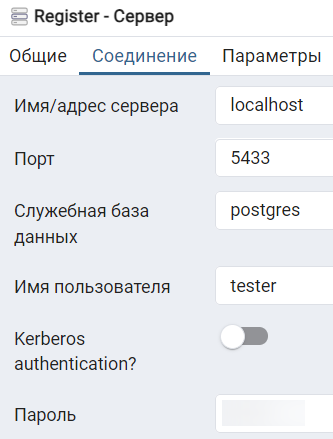 Register - Сервер
Общие Соединение Параметры
Имя/адрес сервера localhost
Порт 5433
Служебная база postgres
данных
Имя пользователя tester
Kerberos
authentication?
Пароль